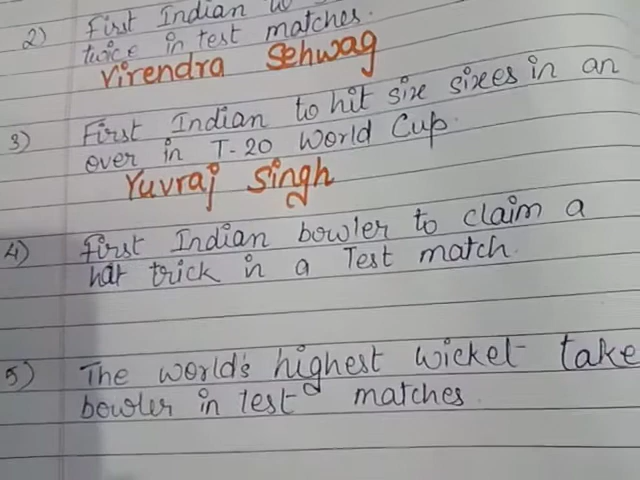 2) First Indian
twice in test matches.
Virendra Sehwag
3) First Indian to hit six sixes in an
over in T-20 World Cup.
Yuvraj Singh
4) First Indian bowler to claim a
hat trick in a Test match.
5) The world's highest wicket take
bowler in test matches.